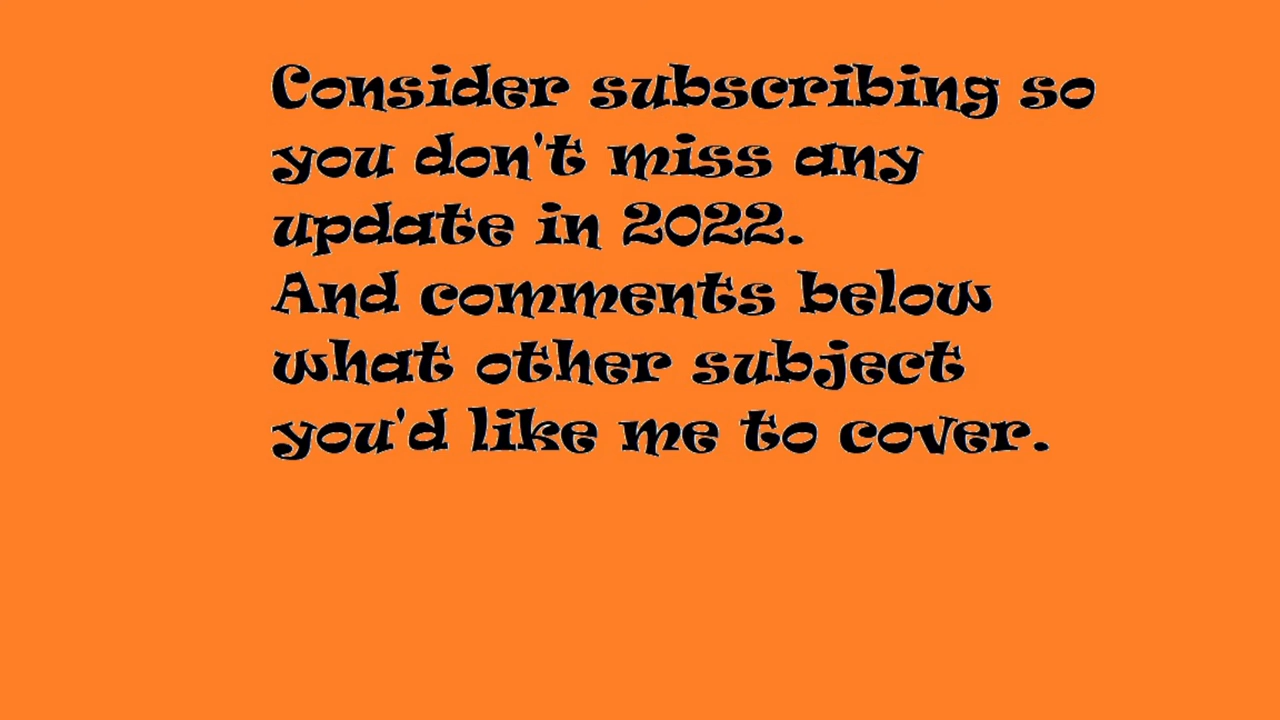 Consider subscribing so
you don't miss any
update in 2022.
And comments below
what other subject
you'd like me to cover.